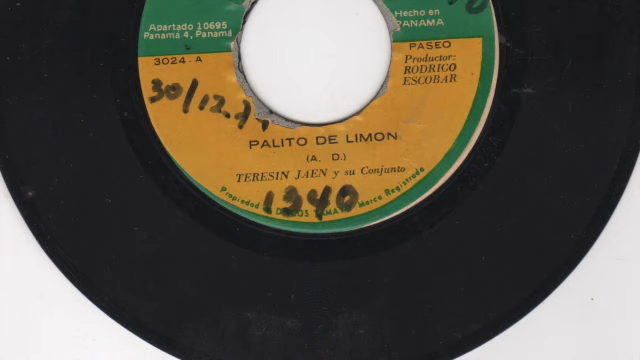 Apartado 10695
Panamá 4, Panamá
Hecho en
PANAMA
3024-A
PASEO
Productor:
RODRIGO
ESCOBAR
30/12.
PALITO DE LIMON
(A. D.)
TERESIN JAEN y su Conjunto
1340
Propiedad Marca Registrada